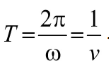 T = 2π/ω = 1/ν.